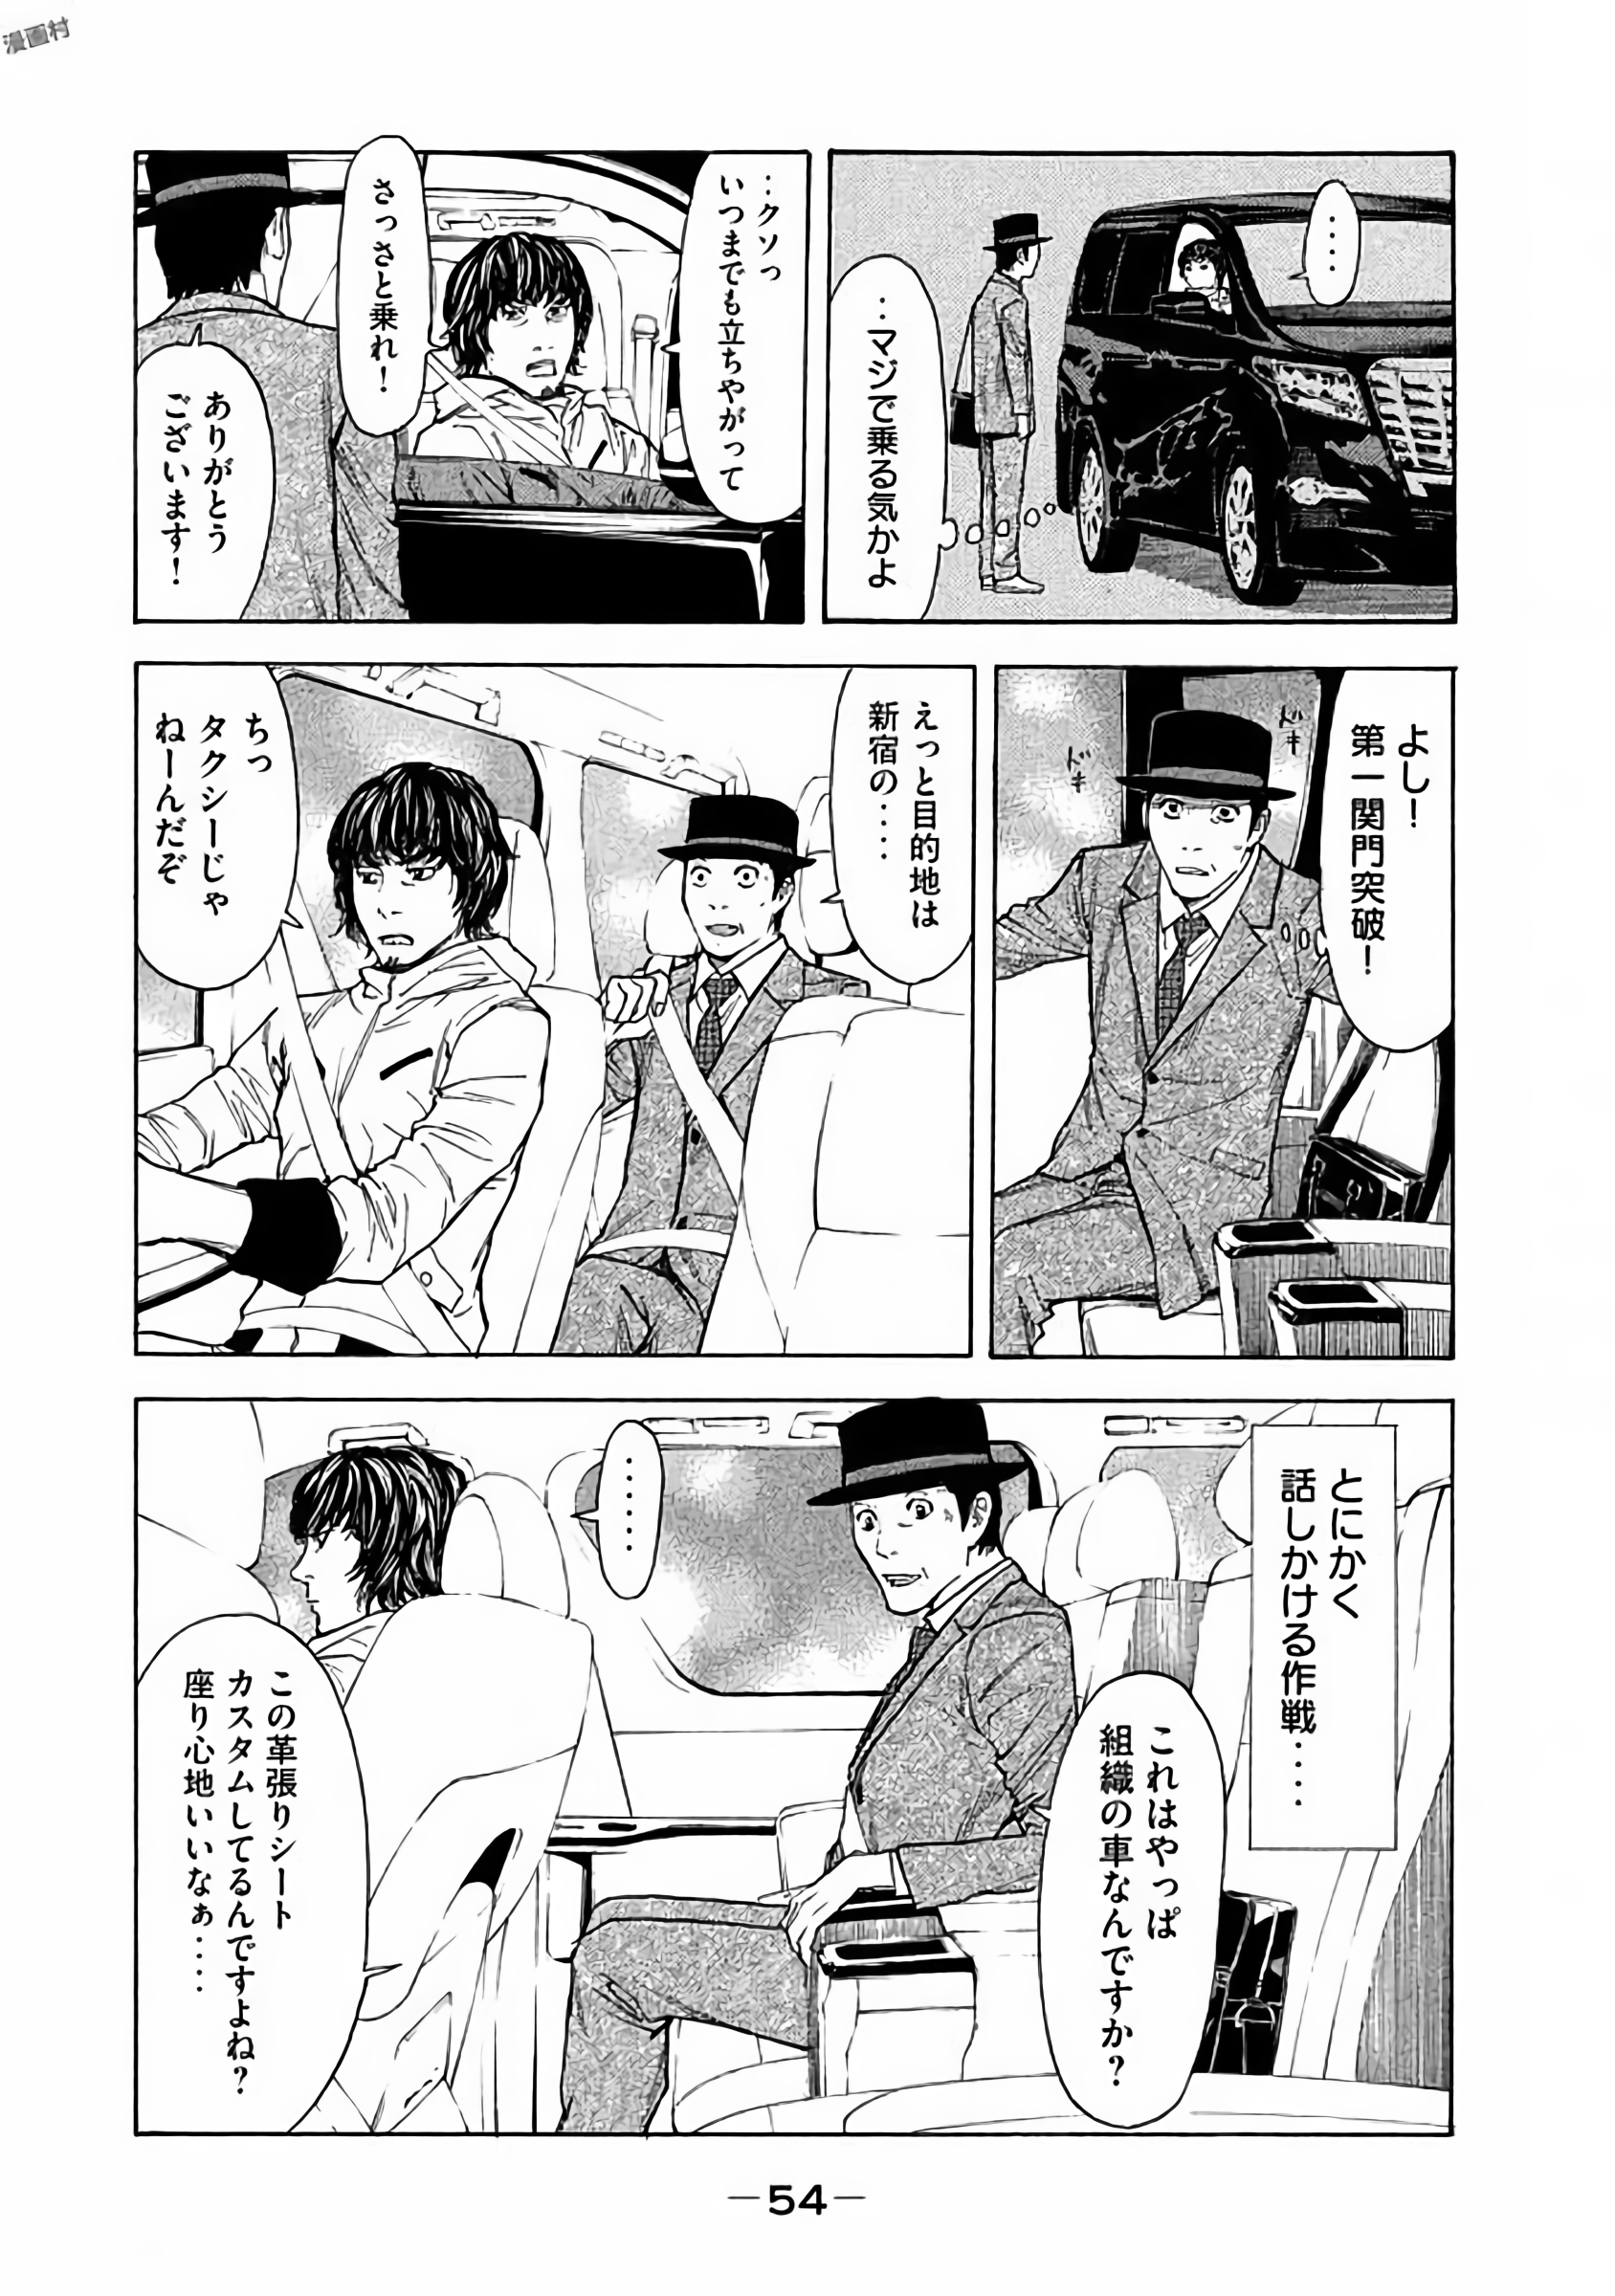 漫画村
‥‥
‥マジで乗る気かよ
‥クソっ
いつまでも立ちやがって
さっさと乗れ！
ありがとう
ございます！
よし！
第一関門突破！
ドキ
ドキ
えっと目的地は
新宿の‥‥
ちっ
タクシーじゃ
ねーんだぞ
とにかく
話しかける作戦‥‥
これはやっぱ
組織の車なんですか？
‥‥‥
この革張りシート
カスタムしてるんですよね？
座り心地いいなぁ‥‥
—54—